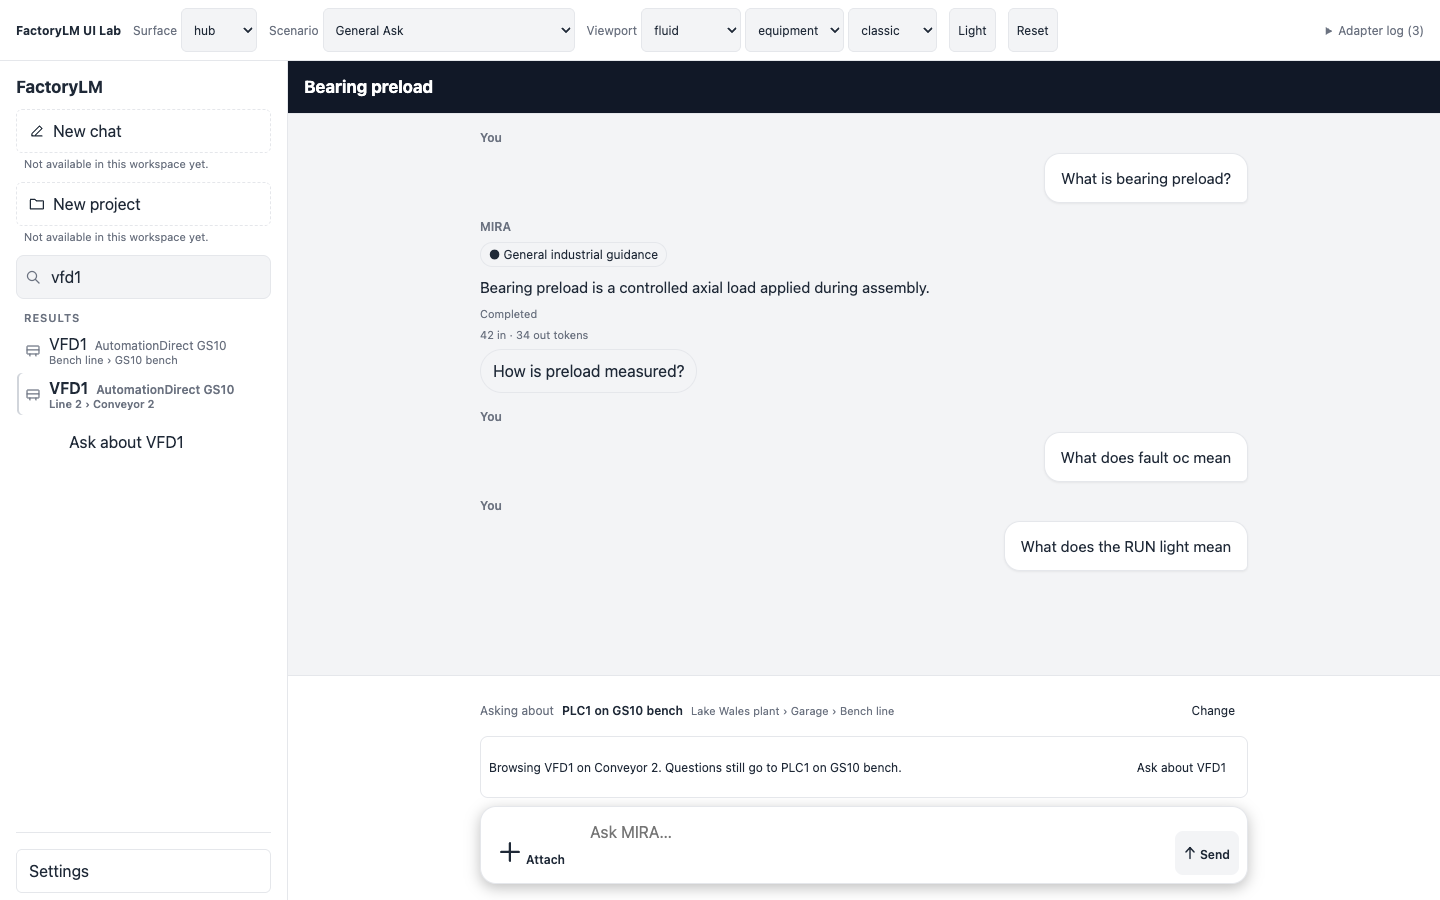 FactoryLM UI Lab Surface hub Scenario General Ask Viewport fluid equipment classic Light Reset ▶ Adapter log (3)
FactoryLM
New chat
Not available in this workspace yet.
New project
Not available in this workspace yet.
vfd1
RESULTS
VFD1 AutomationDirect GS10
Bench line › GS10 bench
VFD1 AutomationDirect GS10
Line 2 › Conveyor 2
Ask about VFD1
Settings
Bearing preload
You
What is bearing preload?
MIRA
General industrial guidance
Bearing preload is a controlled axial load applied during assembly.
Completed
42 in · 34 out tokens
How is preload measured?
You
What does fault oc mean
You
What does the RUN light mean
Asking about PLC1 on GS10 bench Lake Wales plant › Garage › Bench line Change
Browsing VFD1 on Conveyor 2. Questions still go to PLC1 on GS10 bench. Ask about VFD1
Ask MIRA...
Attach
Send